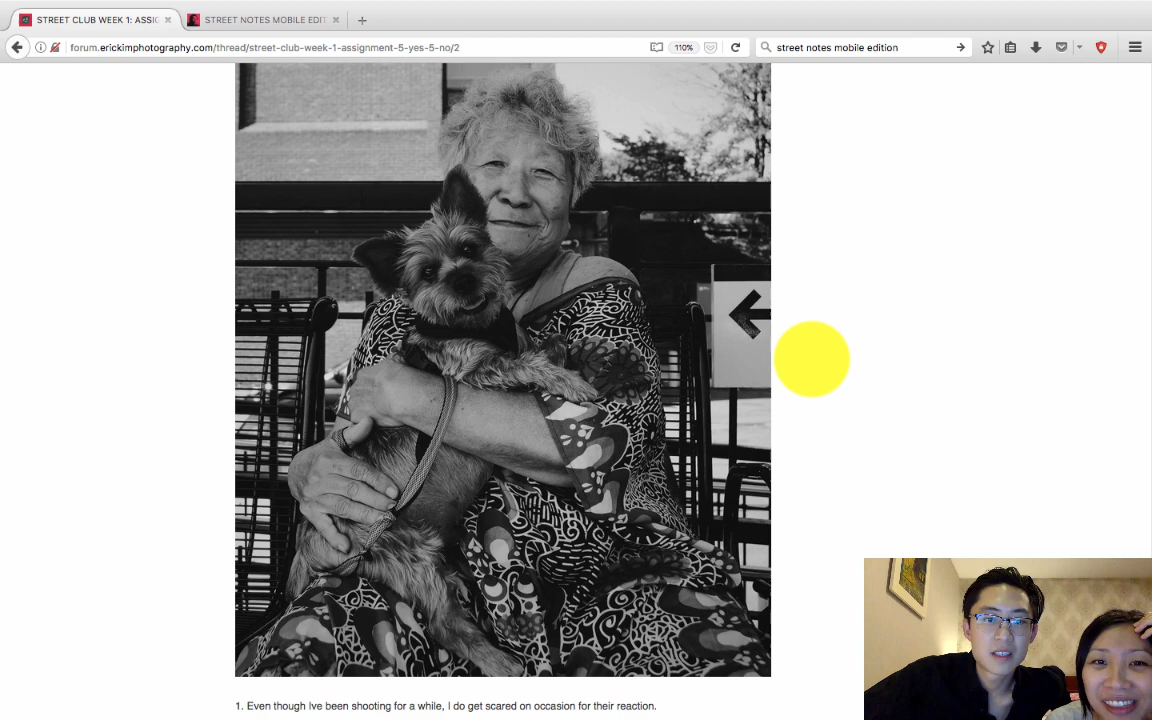 STREET CLUB WEEK 1: ASSIG
STREET NOTES MOBILE EDIT
forum.erickimphotography.com/thread/street-club-week-1-assignment-5-yes-5-no/2
110%
street notes mobile edition
1. Even though Ive been shooting for a while, I do get scared on occasion for their reaction.